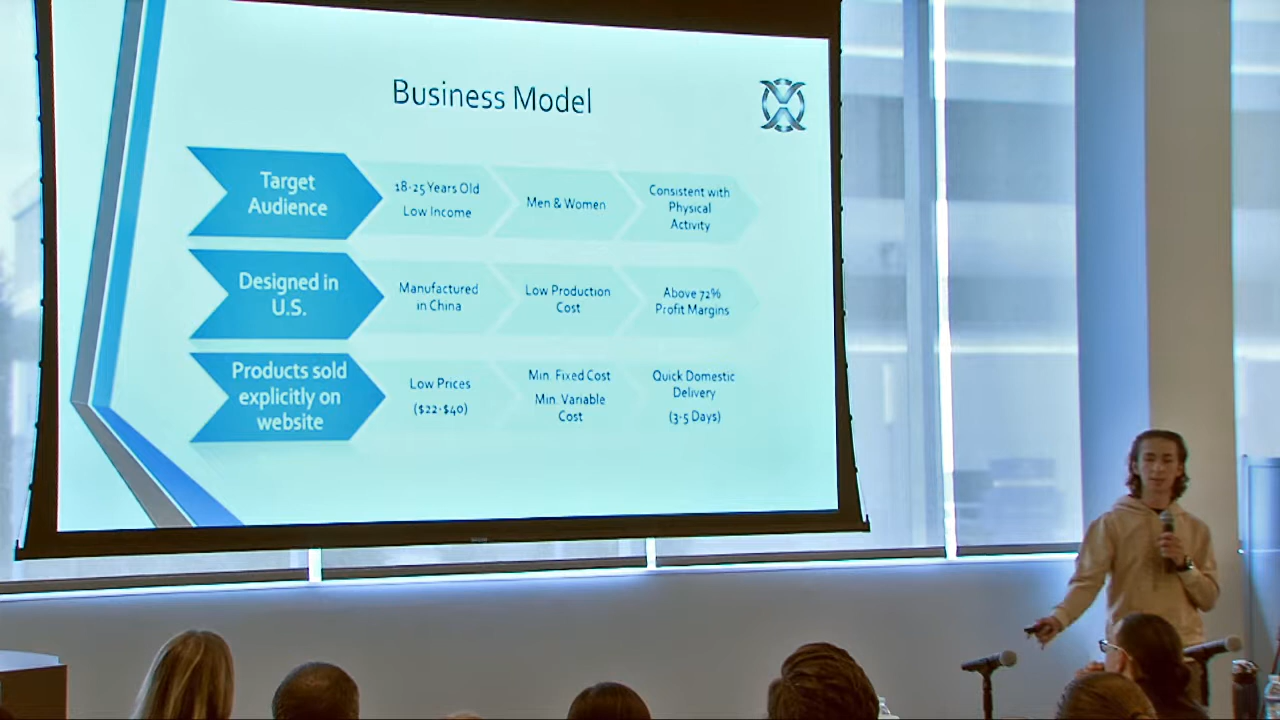 Business Model
Target
Audience
18-25 Years Old
Low Income
Men & Women
Consistent with
Physical
Activity
Designed in
U.S.
Manufactured
in China
Low Production
Cost
Above 72%
Profit Margins
Products sold
explicitly on
website
Low Prices
($22-$40)
Min. Fixed Cost
Min. Variable
Cost
Quick Domestic
Delivery
(3-5 Days)